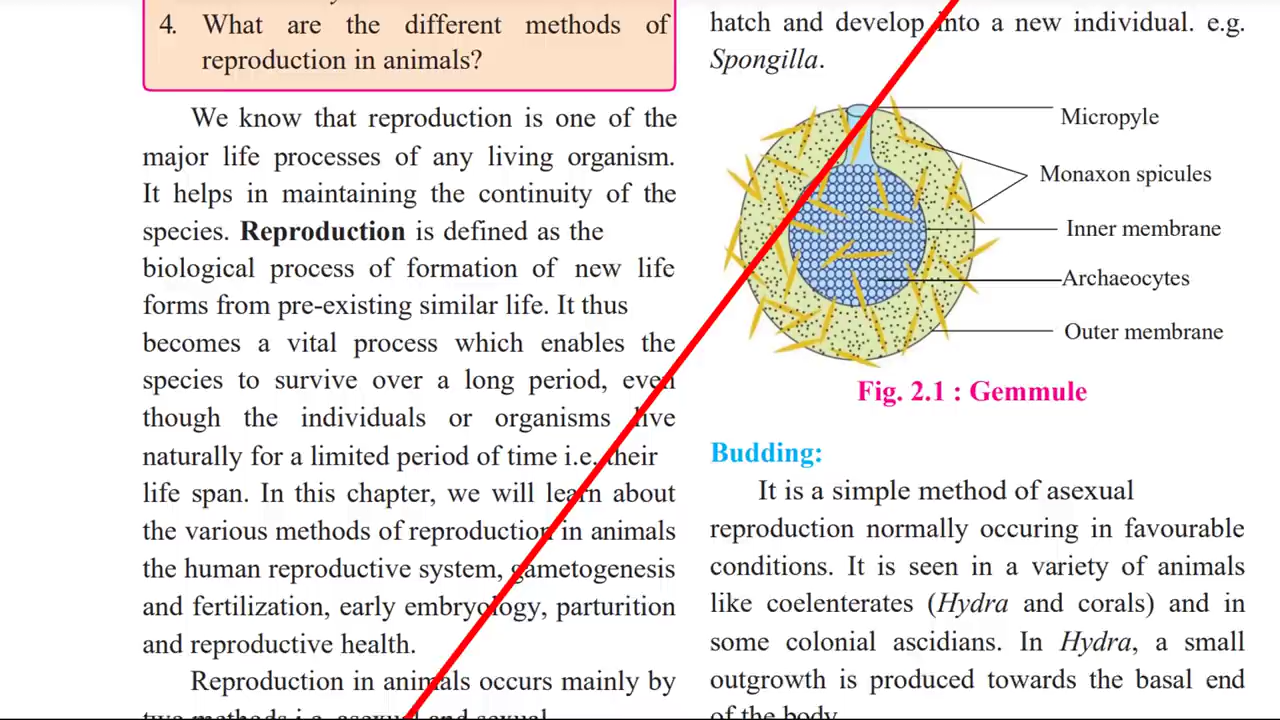 4. What are the different methods of
reproduction in animals?
We know that reproduction is one of the
major life processes of any living organism.
It helps in maintaining the continuity of the
species. Reproduction is defined as the
biological process of formation of new life
forms from pre-existing similar life. It thus
becomes a vital process which enables the
species to survive over a long period, even
though the individuals or organisms live
naturally for a limited period of time i.e. their
life span. In this chapter, we will learn about
the various methods of reproduction in animals
the human reproductive system, gametogenesis
and fertilization, early embryology, parturition
and reproductive health.
Reproduction in animals occurs mainly by
two methods i.e. asexual and sexual.
hatch and develop into a new individual. e.g.
Spongilla.
Micropyle
Monaxon spicules
Inner membrane
Archaeocytes
Outer membrane
Fig. 2.1 : Gemmule
Budding:
It is a simple method of asexual
reproduction normally occuring in favourable
conditions. It is seen in a variety of animals
like coelenterates (Hydra and corals) and in
some colonial ascidians. In Hydra, a small
outgrowth is produced towards the basal end
of the body